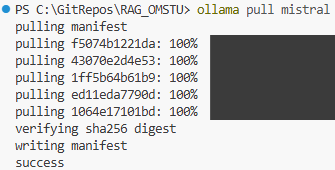 PS C:\GitRepos\RAG_OMSTU> ollama pull mistral
pulling manifest
pulling f5074b1221da: 100%
pulling 43070e2d4e53: 100%
pulling 1ff5b64b61b9: 100%
pulling ed11eda7790d: 100%
pulling 1064e17101bd: 100%
verifying sha256 digest
writing manifest
success